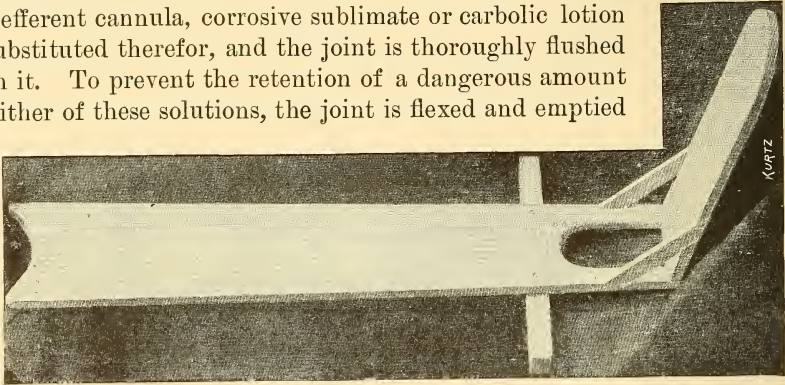 efferent cannula, corrosive sublimate or carbolic lotion
ubstituted therefor, and the joint is thoroughly flushed
it. To prevent the retention of a dangerous amount
ither of these solutions, the joint is flexed and emptied
KURTZ